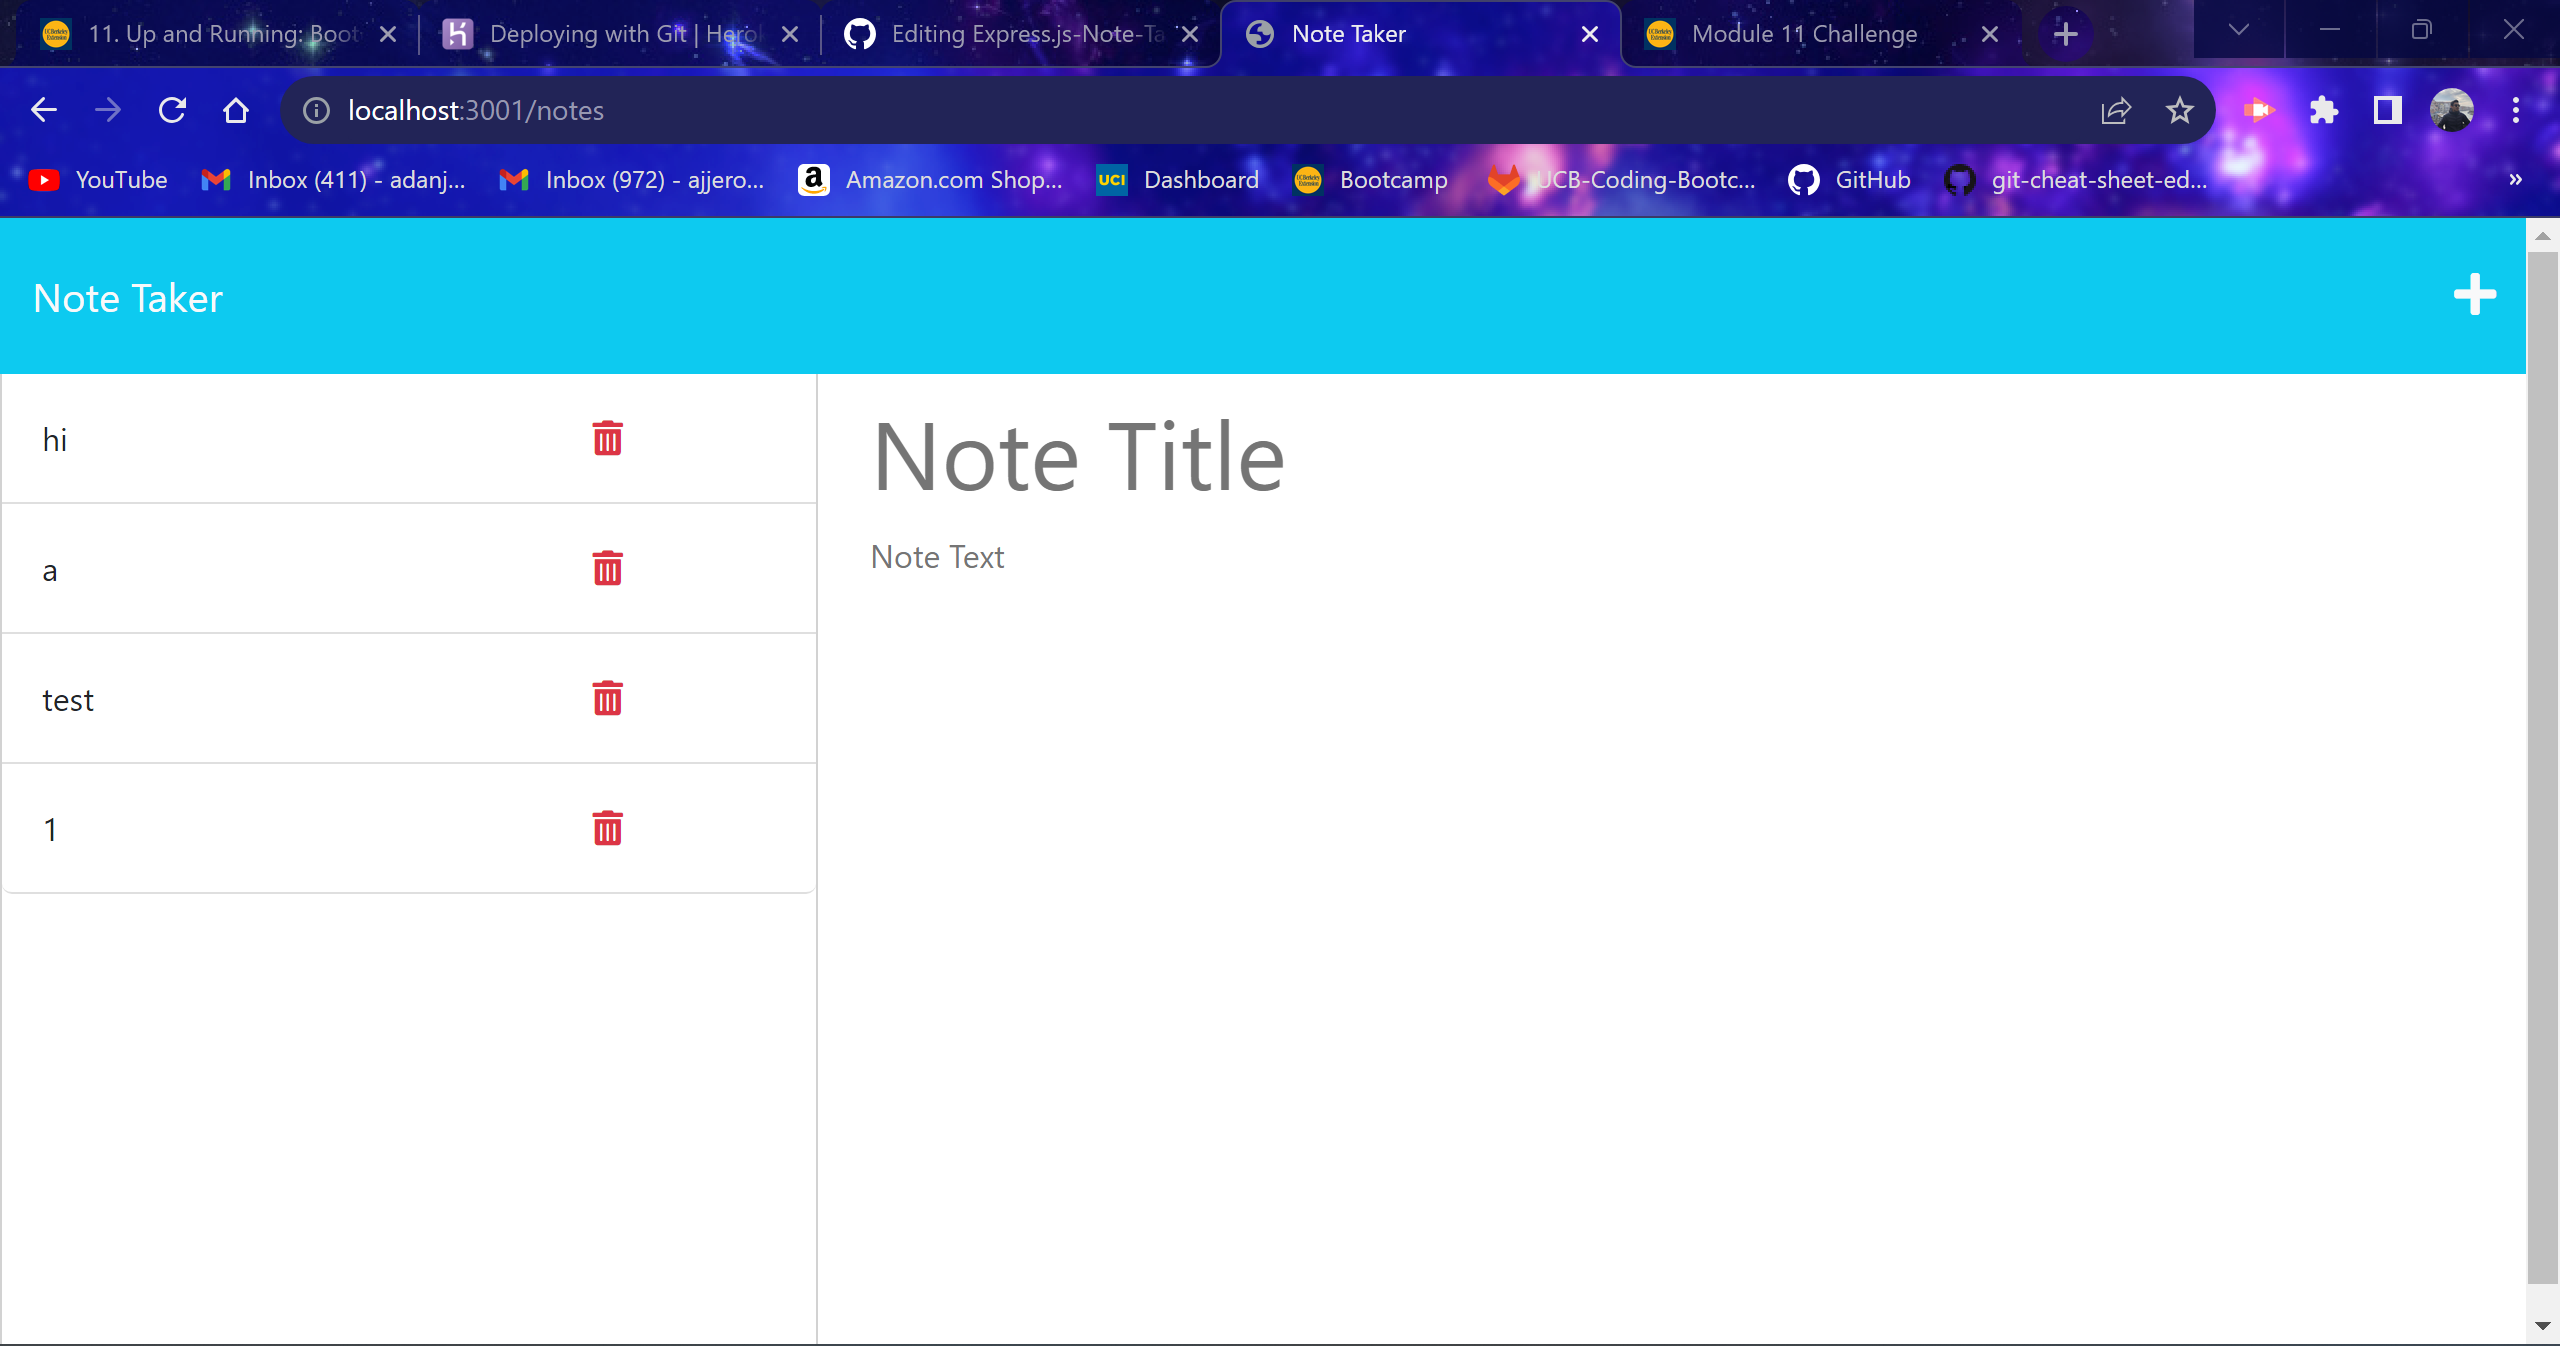 11. Up and Running: Boot
Deploying with Git | Herok
Editing Express.js-Note-Ta
Note Taker
Module 11 Challenge
localhost:3001/notes
YouTube
Inbox (411) - adanj...
Inbox (972) - ajjero...
Amazon.com Shop...
UCI
Dashboard
Bootcamp
UCB-Coding-Bootc...
GitHub
git-cheat-sheet-ed...
Note Taker
hi
a
test
1
Note Title
Note Text